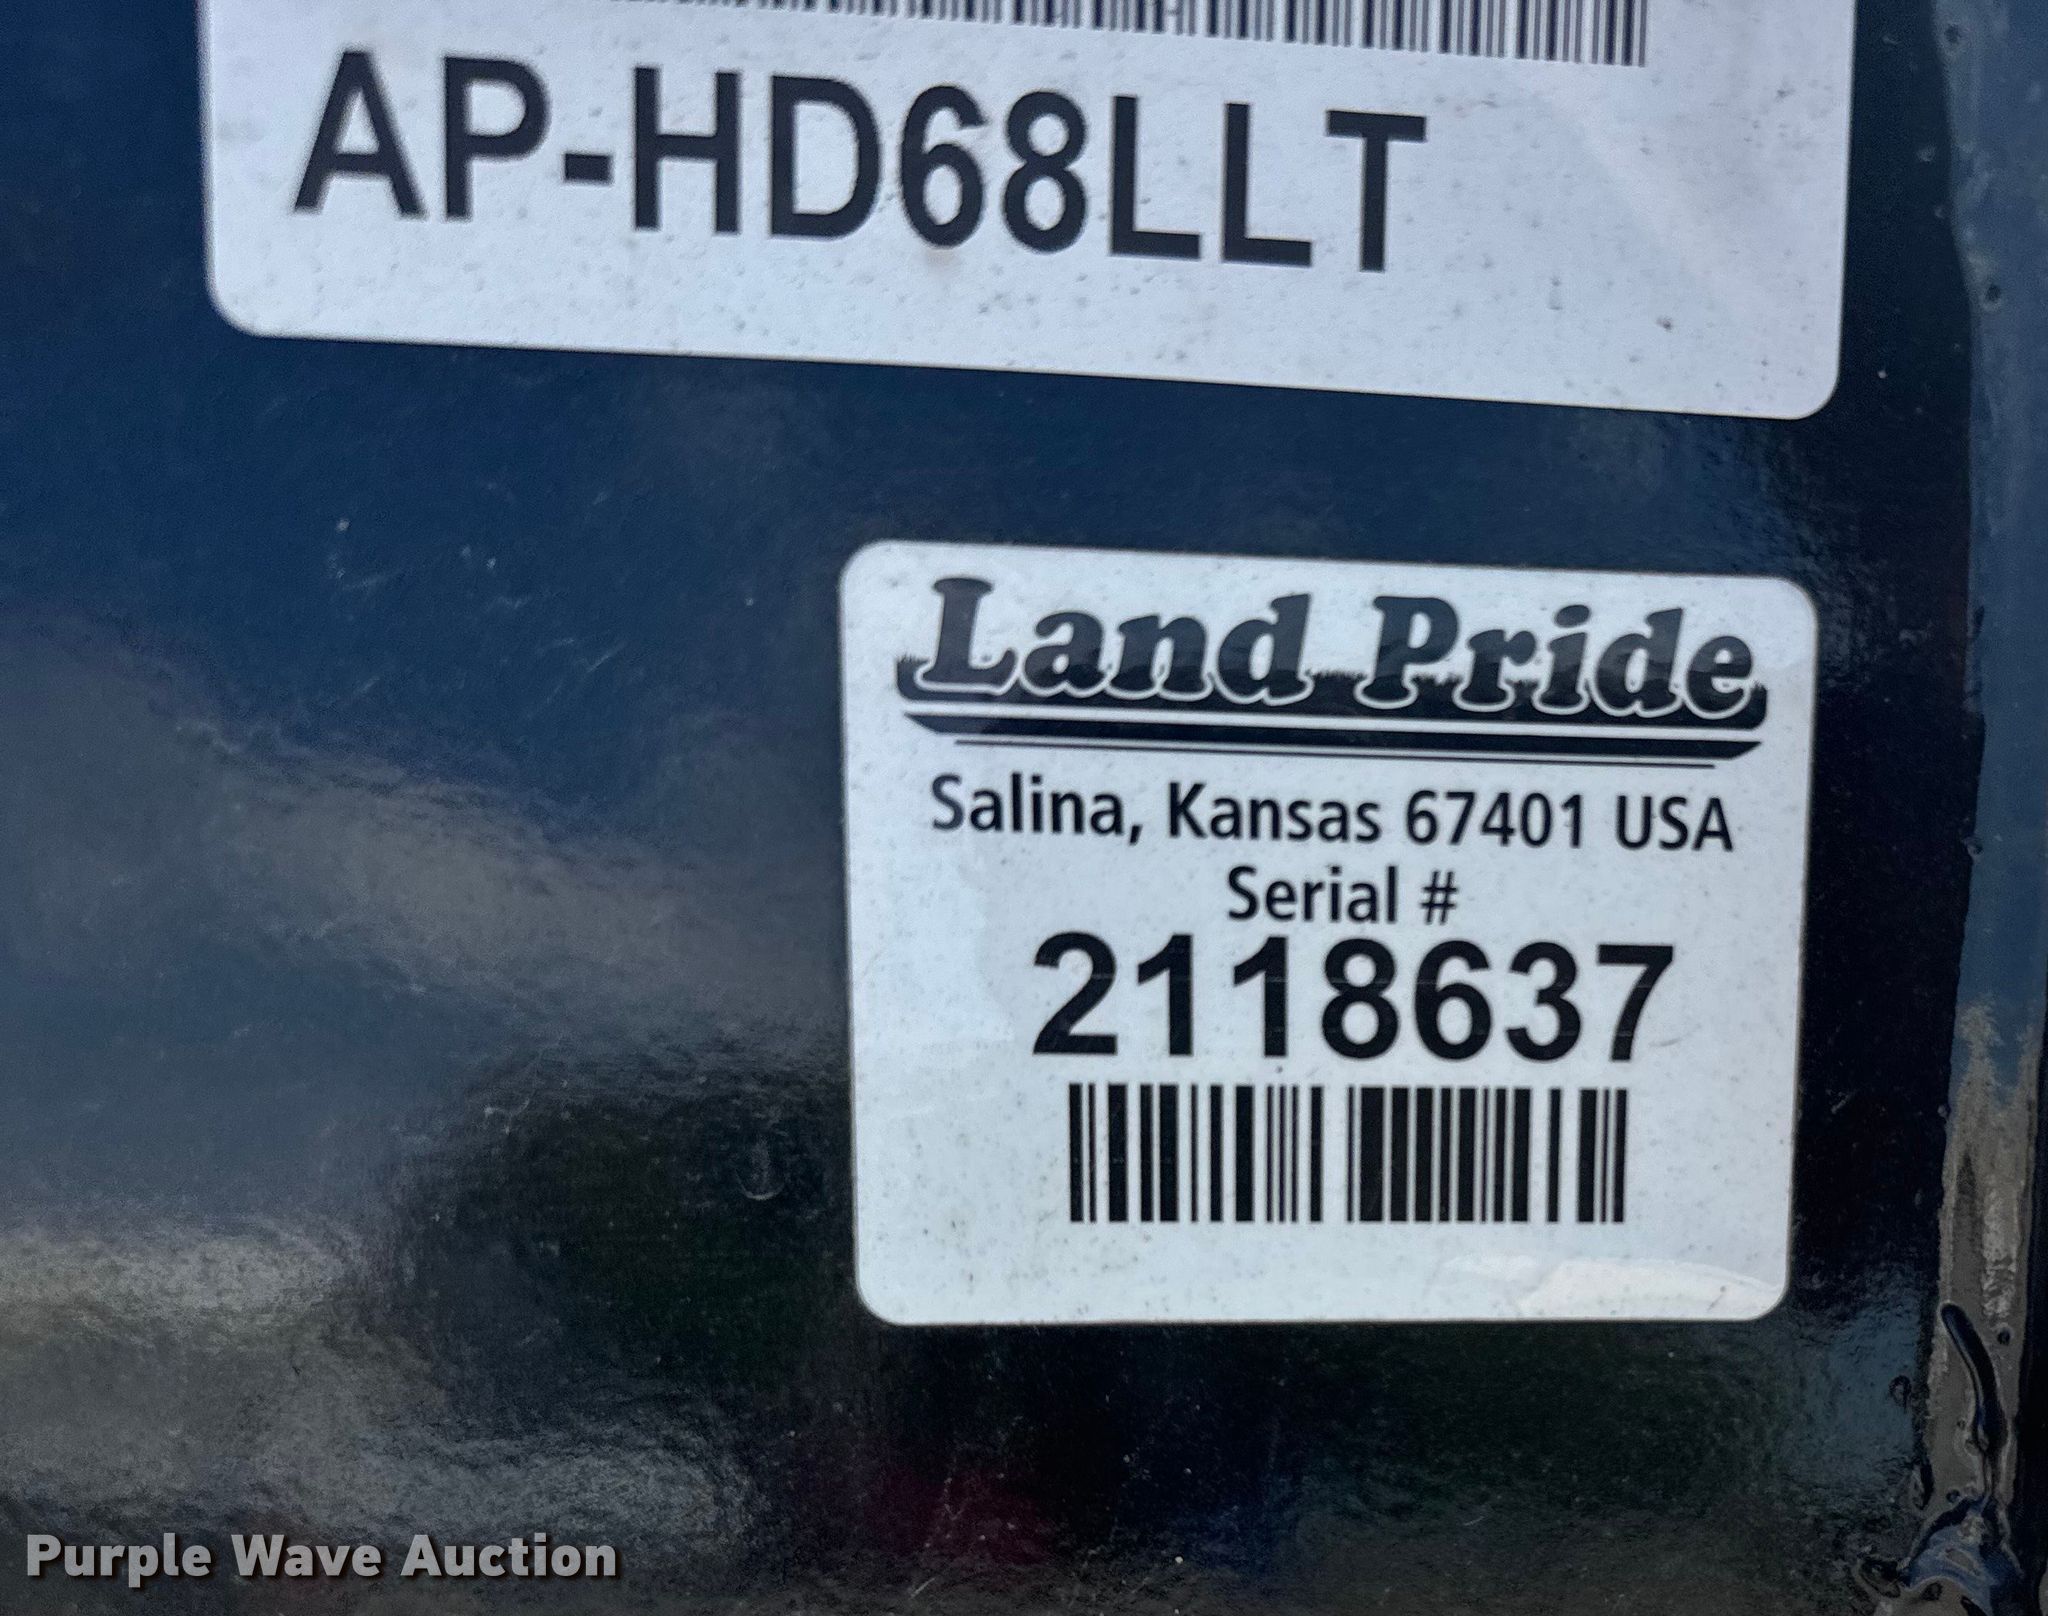 AP-HD68LLT
Land Pride
Salina, Kansas 67401 USA
Serial #
2118637
Purple Wave Auction